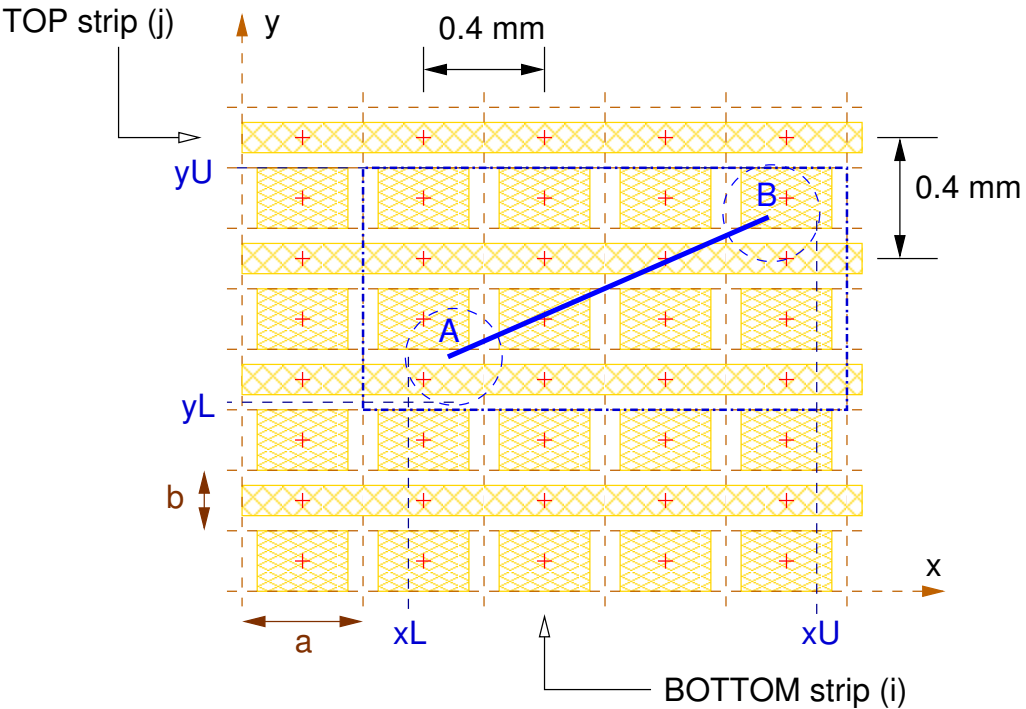 TOP strip (j)
y
0.4 mm
yU
B
0.4 mm
A
yL
b
x
a
xL
xU
BOTTOM strip (i)